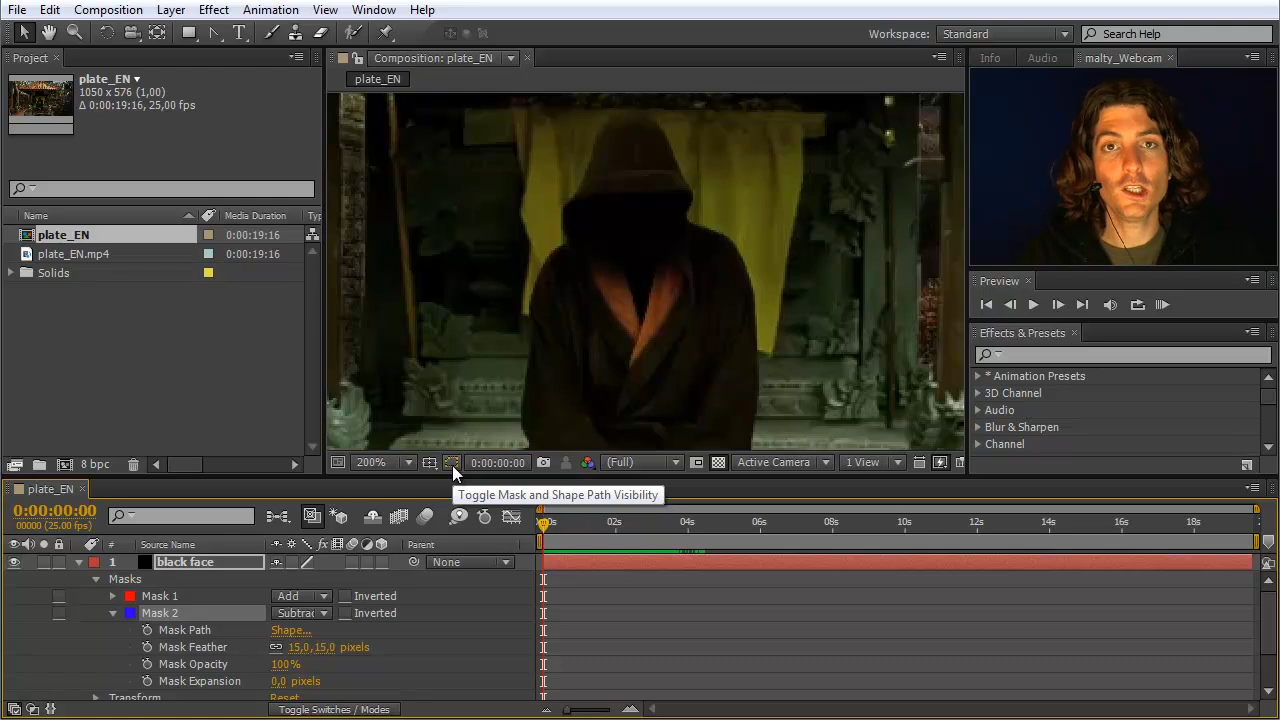 File Edit Composition Layer Effect Animation View Window Help
Workspace: Standard Search Help
Project Composition: plate_EN Info Audio malty_Webcam
plate_EN
1050 x 576 (1,00)
Δ 0:00:19:16, 25,00 fps
plate_EN
Name Media Duration Ty
plate_EN 0:00:19:16
plate_EN.mp4 0:00:19:16
Solids
Preview
Effects & Presets
* Animation Presets
3D Channel
Audio
Blur & Sharpen
Channel
8 bpc 200% 0:00:00:00 (Full) Active Camera 1 View
Toggle Mask and Shape Path Visibility
plate_EN
0:00:00:00
00000 (25.00 fps)
02s 04s 06s 08s 10s 12s 14s 16s 18s
# Source Name fx Parent
1 black face None
Masks
Mask 1 Add Inverted
Mask 2 Subtrac Inverted
Mask Path Shape...
Mask Feather 15,0,15,0 pixels
Mask Opacity 100%
Mask Expansion 0,0 pixels
Transform Reset
Toggle Switches / Modes